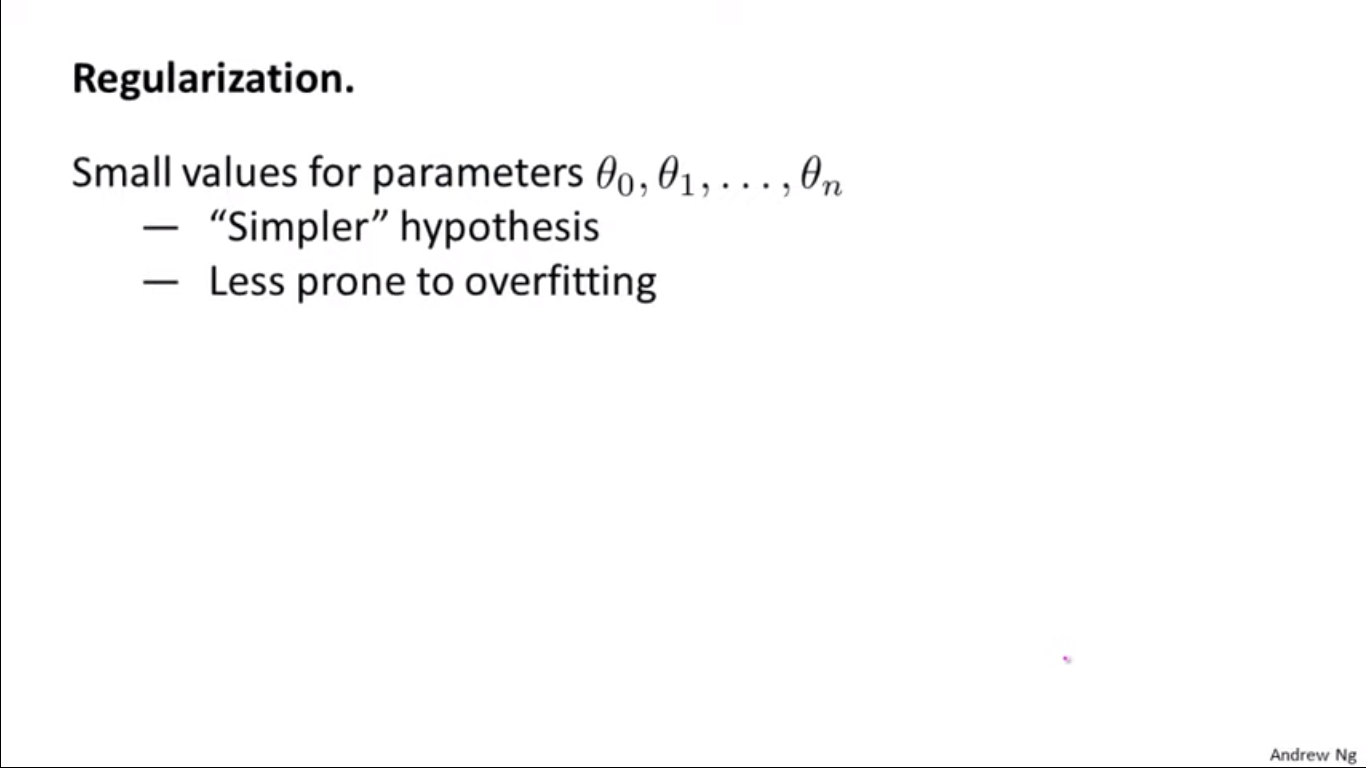 Regularization.
Small values for parameters θ₀, θ₁, . . . , θₙ
— “Simpler” hypothesis
— Less prone to overfitting
Andrew Ng